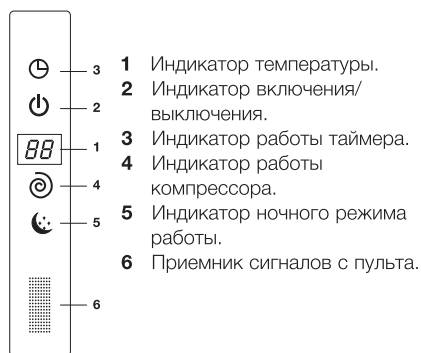 3
2
88
1
4
5
6
1 Индикатор температуры.
2 Индикатор включения/
выключения.
3 Индикатор работы таймера.
4 Индикатор работы
компрессора.
5 Индикатор ночного режима
работы.
6 Приемник сигналов с пульта.